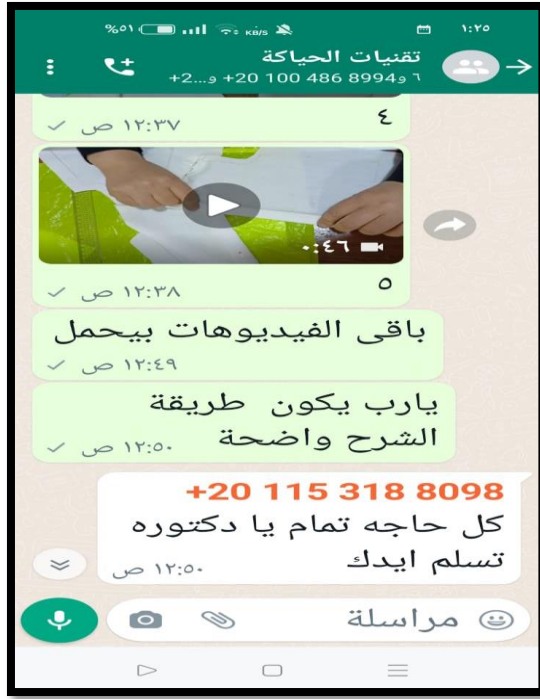 ١:٢٥ KB/S %٥١
تقنيات الحياكة
٦ و8994 486 100 20+ و...2+
٤
١٢:٣٧ ص
٠:٤٦
٥
١٢:٣٨ ص
باقى الفيديوهات بيحمل
١٢:٤٩ ص
يارب يكون طريقة
الشرح واضحة
١٢:٥٠ ص
+20 115 318 8098
كل حاجه تمام يا دكتوره
تسلم ايدك
١٢:٥٠ ص
مراسلة